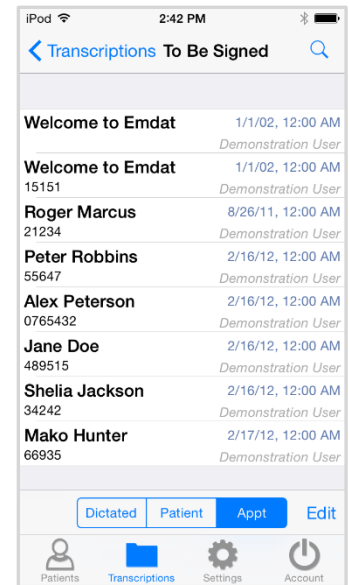 iPod 2:42 PM
Transcriptions To Be Signed
Welcome to Emdat 1/1/02, 12:00 AM
Demonstration User
Welcome to Emdat 1/1/02, 12:00 AM
15151 Demonstration User
Roger Marcus 8/26/11, 12:00 AM
21234 Demonstration User
Peter Robbins 2/16/12, 12:00 AM
55647 Demonstration User
Alex Peterson 2/16/12, 12:00 AM
0765432 Demonstration User
Jane Doe 2/16/12, 12:00 AM
489515 Demonstration User
Shelia Jackson 2/16/12, 12:00 AM
34242 Demonstration User
Mako Hunter 2/17/12, 12:00 AM
66935 Demonstration User
Dictated Patient Appt Edit
Patients Transcriptions Settings Account